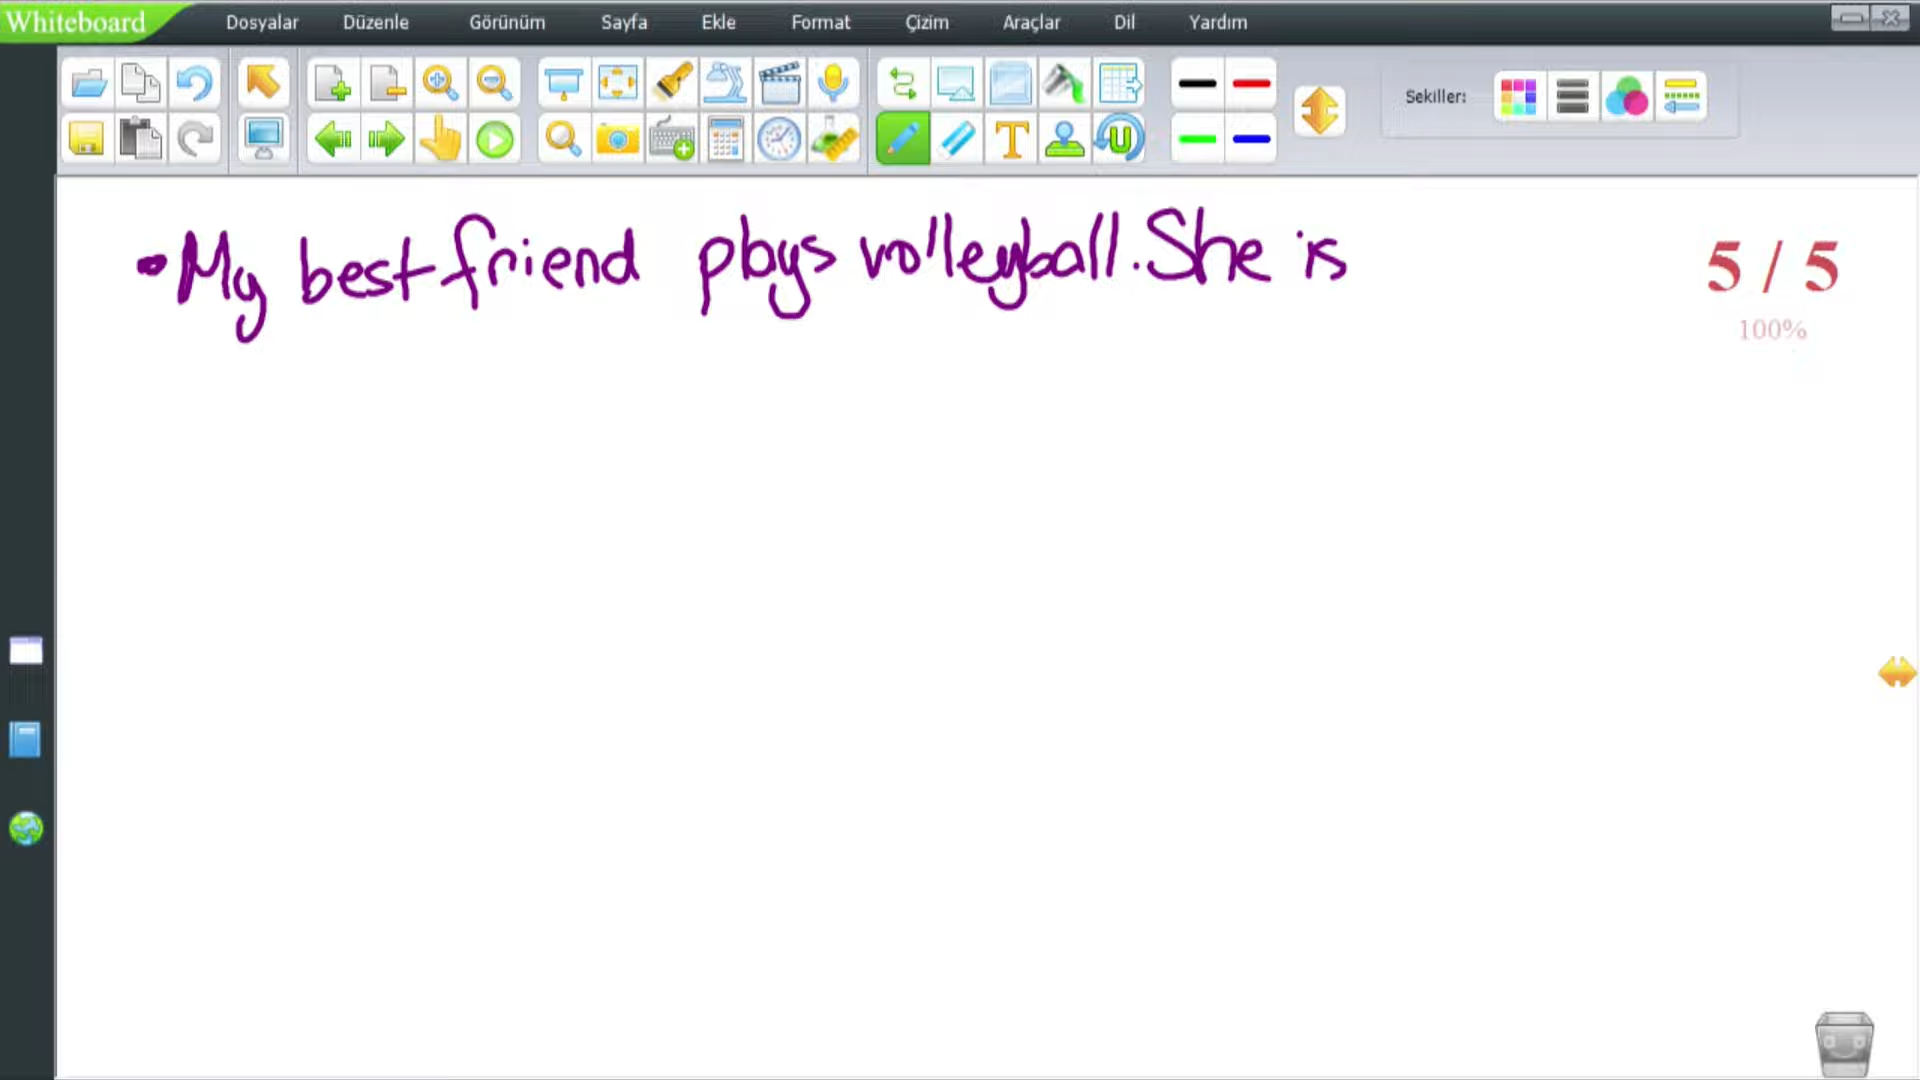 Whiteboard Dosyalar Düzenle Görünüm Sayfa Ekle Format Çizim Araçlar Dil Yardım
Sekiller:
•My best friend plays volleyball. She is
5 / 5
100%